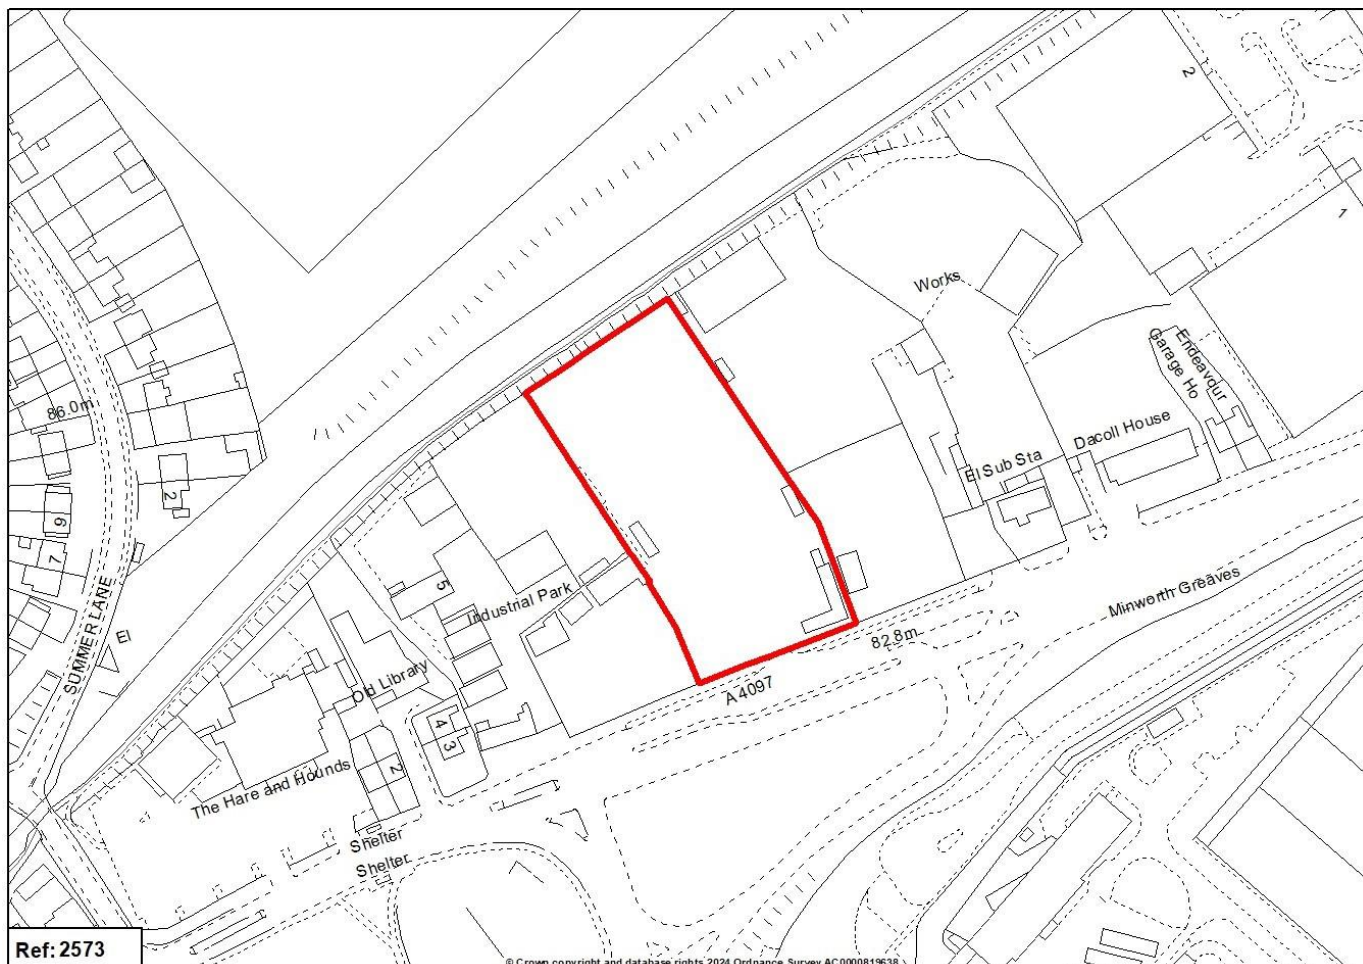 2
1
Works
Endeavour
Garage Ho
86.0m
Dacoll House
El Sub Sta
2
6
7
5
Industrial Park
Minworth Greaves
82.8m
SUMMER LANE
El
Old Library
A 4097
4
3
2
The Hare and Hounds
Shelter
Shelter
Ref: 2573
© Crown copyright and database rights 2024 Ordnance Survey AC0000819638